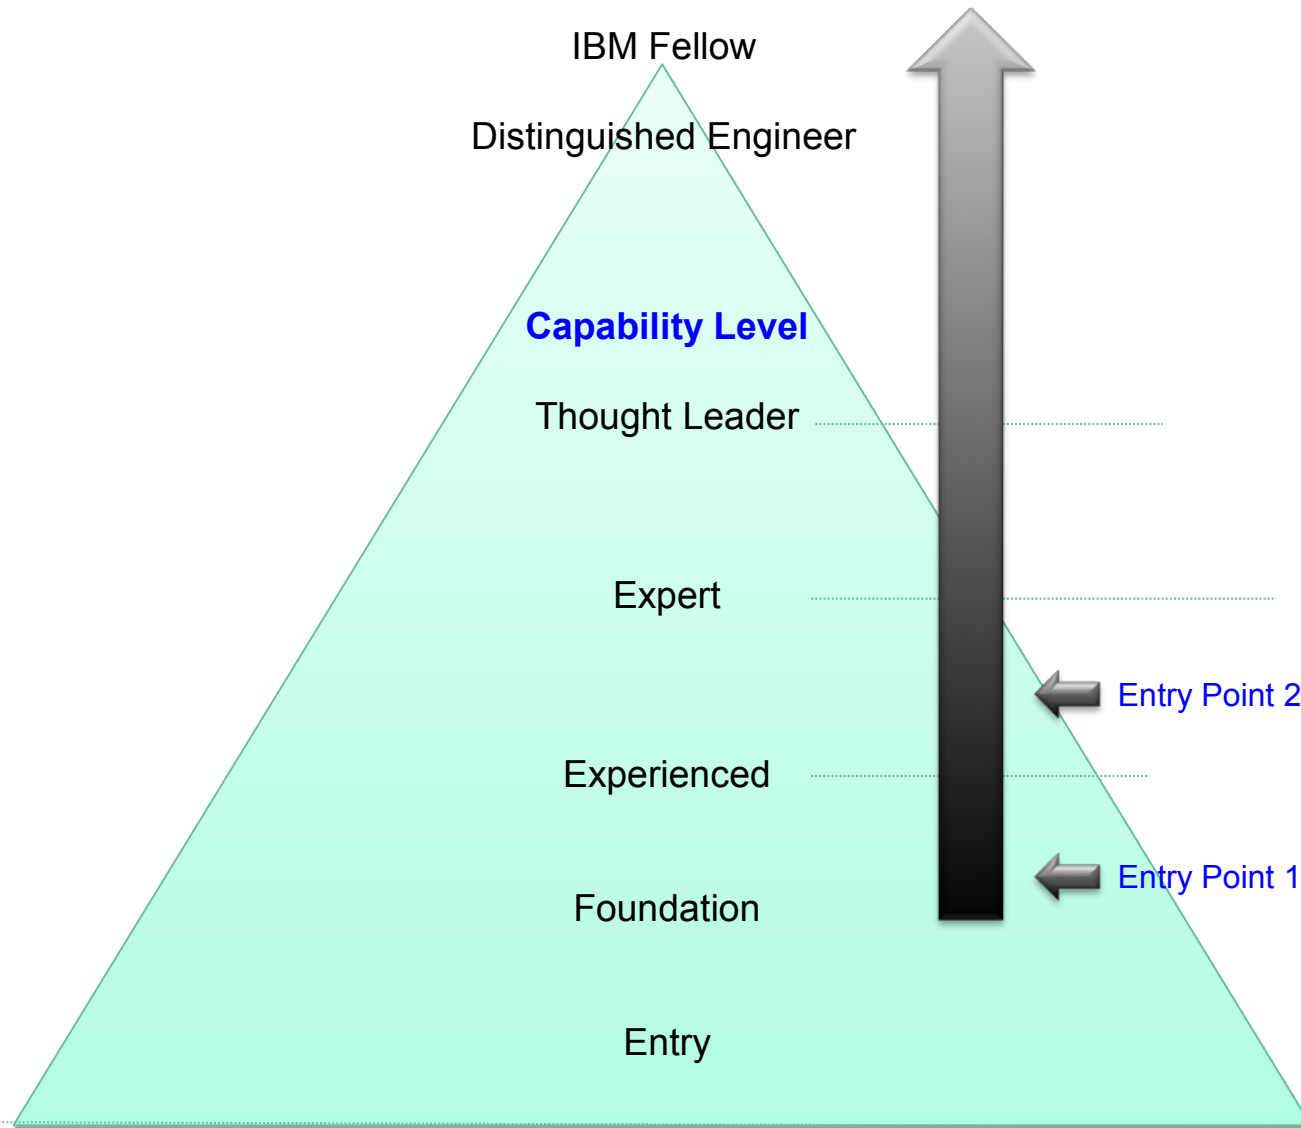 IBM Fellow
Distinguished Engineer
Capability Level
Thought Leader
Expert
Entry Point 2
Experienced
Entry Point 1
Foundation
Entry